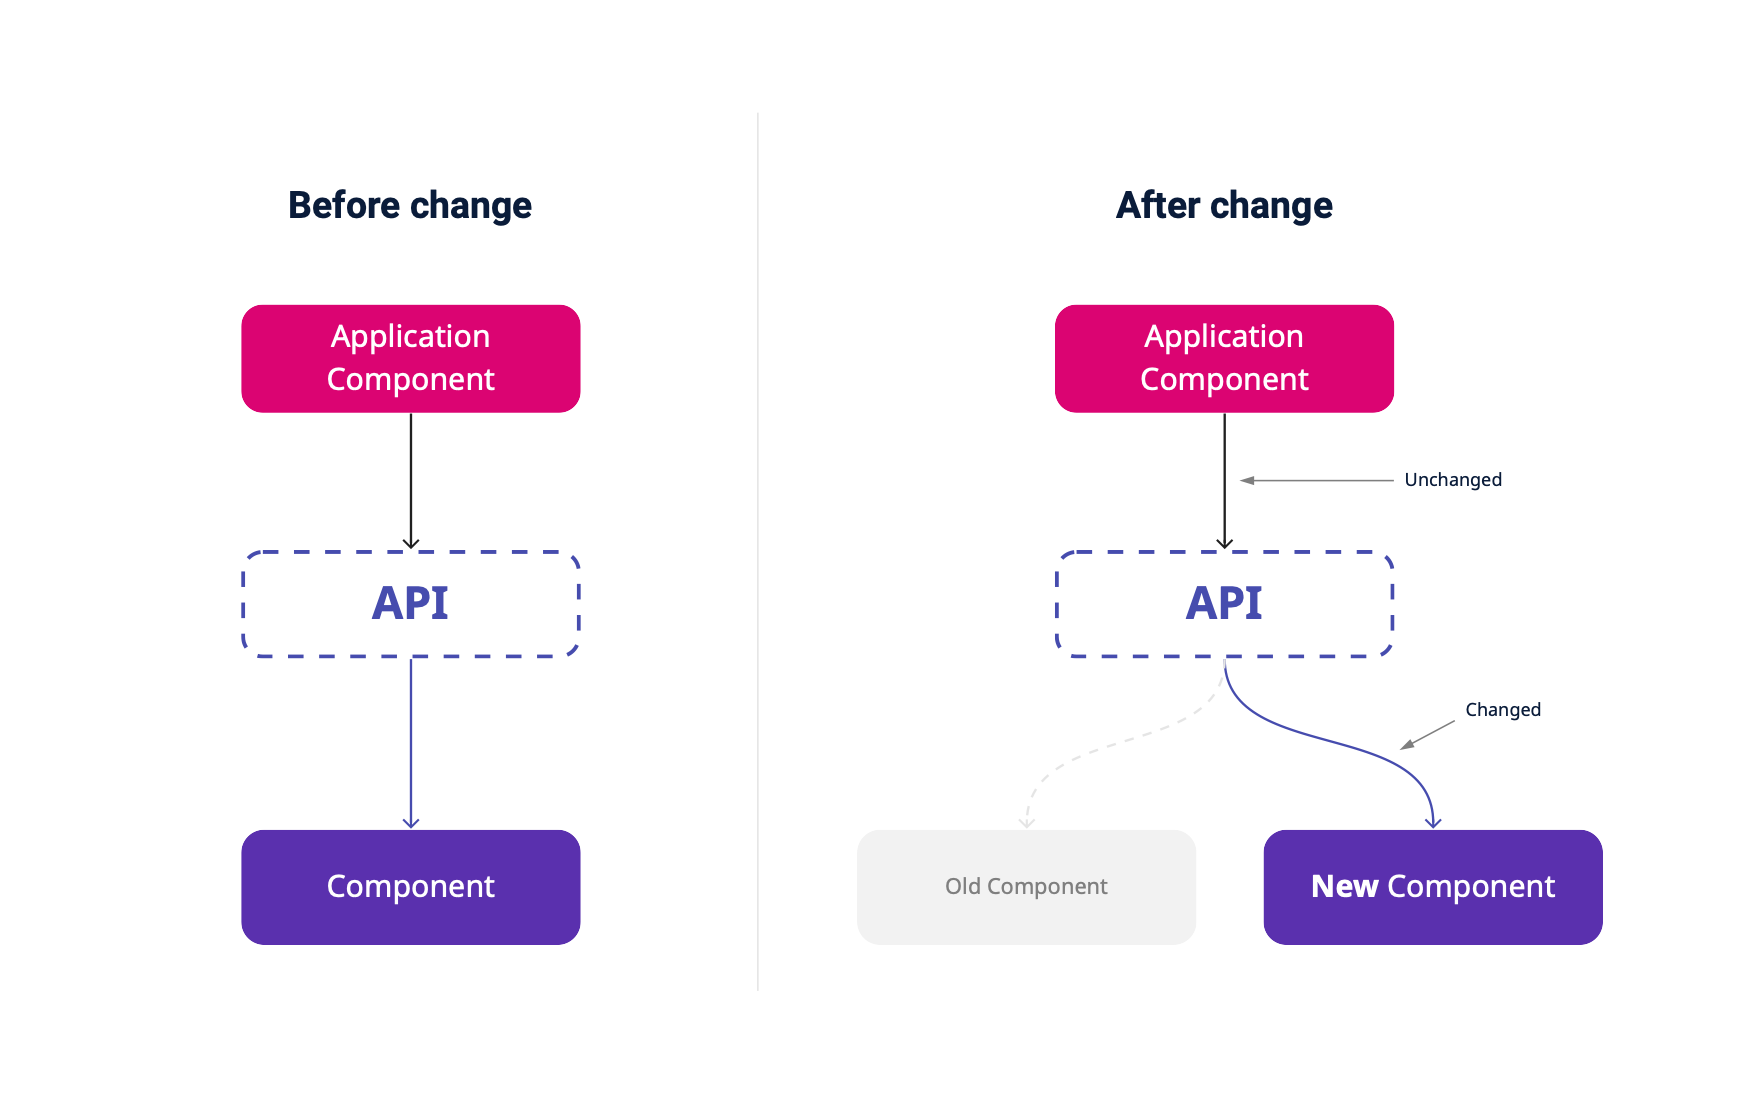 Before change
Application
Component
API
Component
After change
Application
Component
Unchanged
API
Changed
Old Component
New Component